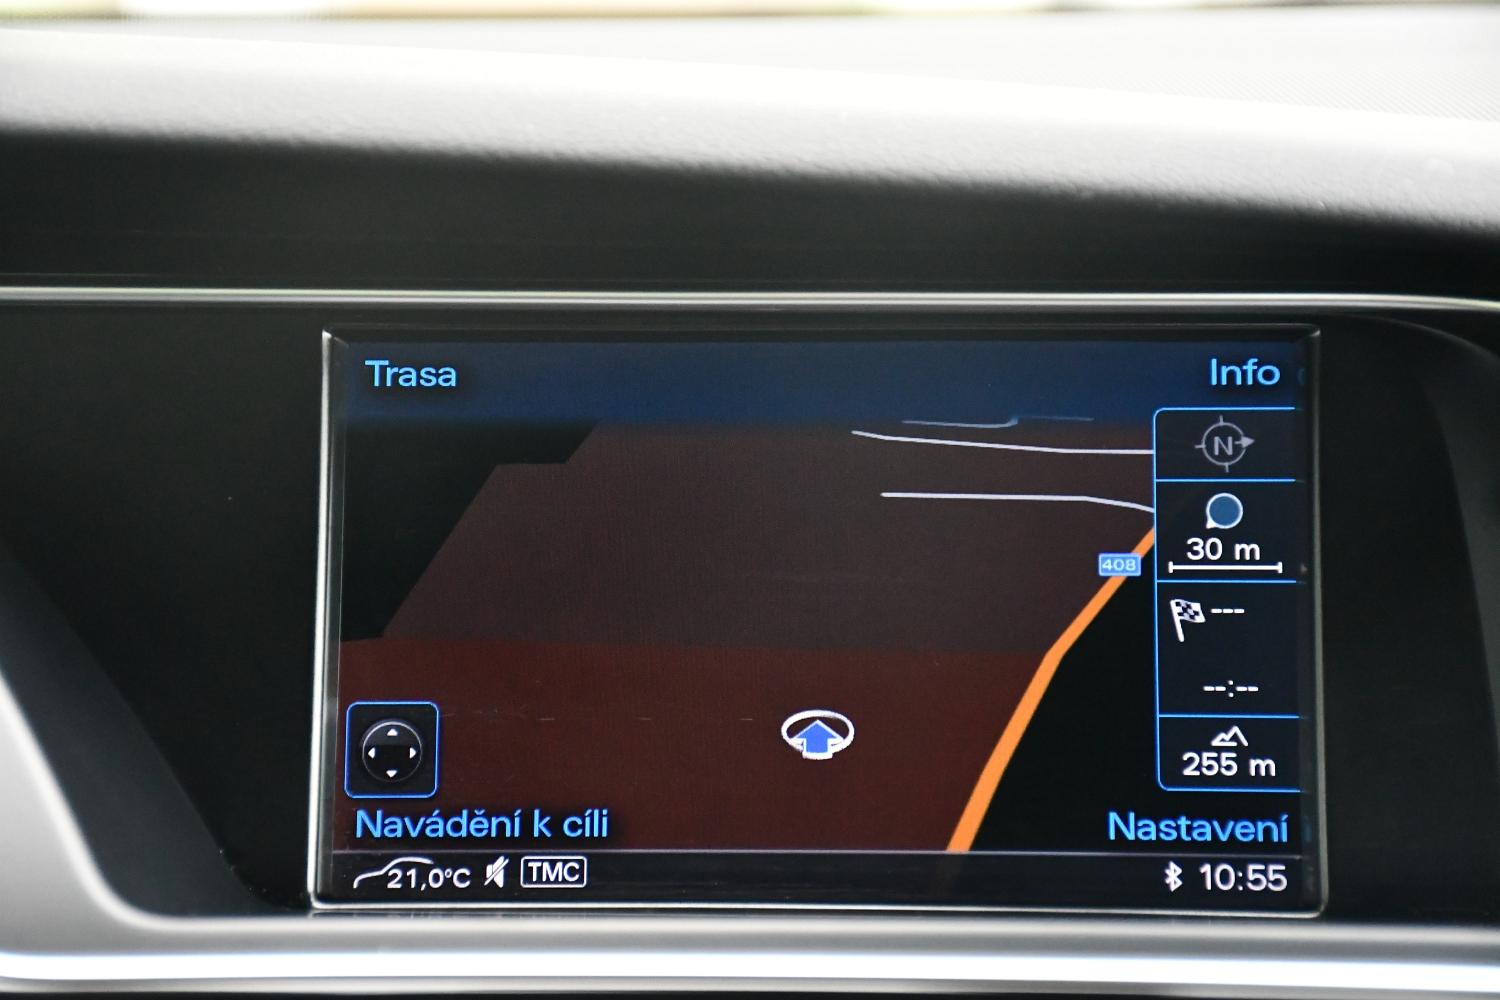 Trasa
Info
N
30 m
408
---
--:--
255 m
Navádění k cíli
Nastavení
21,0°C
TMC
10:55